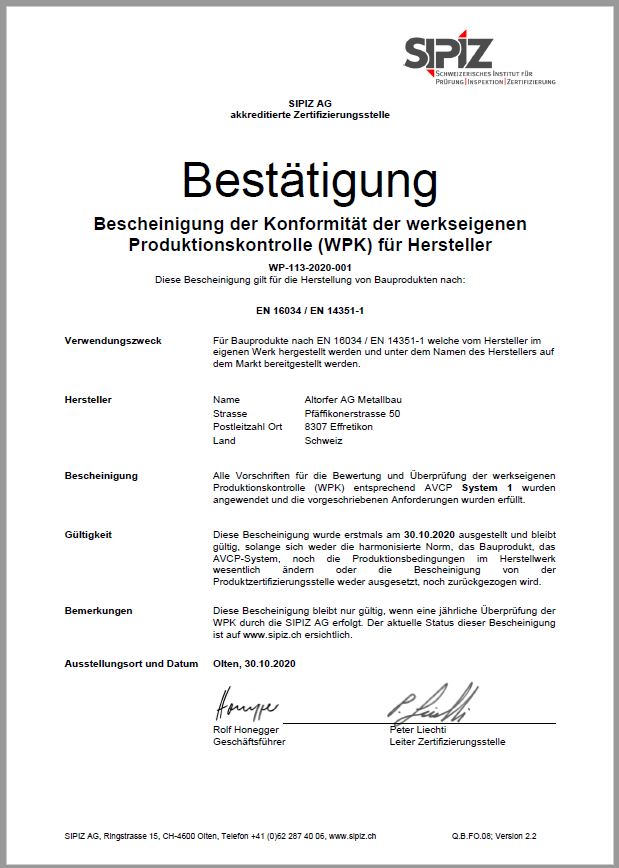 SIPIZ
SCHWEIZERISCHES INSTITUT FÜR
PRÜFUNG | INSPEKTION | ZERTIFIZIERUNG
SIPIZ AG
akkreditierte Zertifizierungsstelle
Bestätigung
Bescheinigung der Konformität der werkseigenen
Produktionskontrolle (WPK) für Hersteller
WP-113-2020-001
Diese Bescheinigung gilt für die Herstellung von Bauprodukten nach:
EN 16034 / EN 14351-1
Verwendungszweck Für Bauprodukte nach EN 16034 / EN 14351-1 welche vom Hersteller im
eigenen Werk hergestellt werden und unter dem Namen des Herstellers auf
dem Markt bereitgestellt werden.
Hersteller Name Altorfer AG Metallbau
Strasse Pfäffikonerstrasse 50
Postleitzahl Ort 8307 Effretikon
Land Schweiz
Bescheinigung Alle Vorschriften für die Bewertung und Überprüfung der werkseigenen
Produktionskontrolle (WPK) entsprechend AVCP System 1 wurden
angewendet und die vorgeschriebenen Anforderungen wurden erfüllt.
Gültigkeit Diese Bescheinigung wurde erstmals am 30.10.2020 ausgestellt und bleibt
gültig, solange sich weder die harmonisierte Norm, das Bauprodukt, das
AVCP-System, noch die Produktionsbedingungen im Herstellwerk
wesentlich ändern oder die Bescheinigung von der
Produktzertifizierungsstelle weder ausgesetzt, noch zurückgezogen wird.
Bemerkungen Diese Bescheinigung bleibt nur gültig, wenn eine jährliche Überprüfung der
WPK durch die SIPIZ AG erfolgt. Der aktuelle Status dieser Bescheinigung
ist auf www.sipiz.ch ersichtlich.
Ausstellungsort und Datum Olten, 30.10.2020
P. Liechti
Rolf Honegger Peter Liechti
Geschäftsführer Leiter Zertifizierungsstelle
SIPIZ AG, Ringstrasse 15, CH-4600 Olten, Telefon +41 (0)62 287 40 06, www.sipiz.ch Q.B.FO.08; Version 2.2